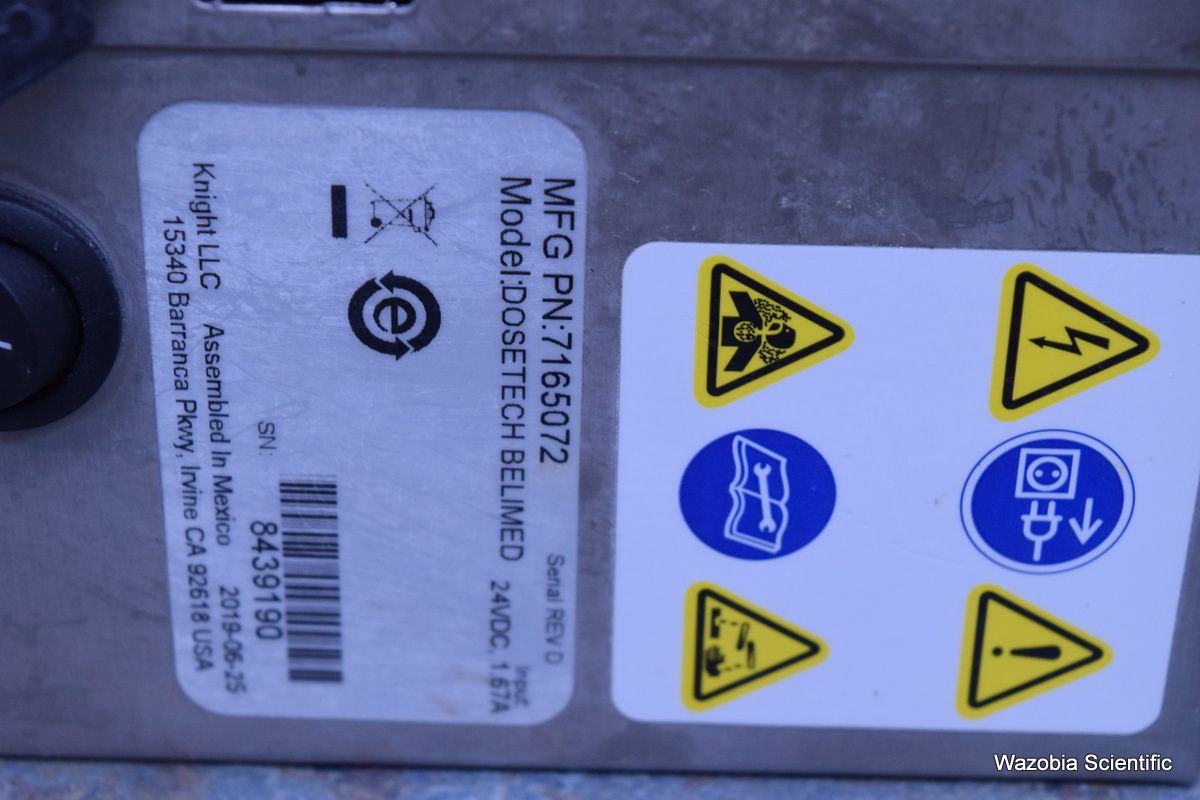 MFG PN:7165072
Serial REV D
Model:DOSETECH BELIMED
Input:
24VDC, 1.67A
e
SN:
8439190
Knight LLC Assembled In Mexico 2019-06-25
15340 Barranca Pkwy, Irvine CA 92618 USA
Wazobia Scientific